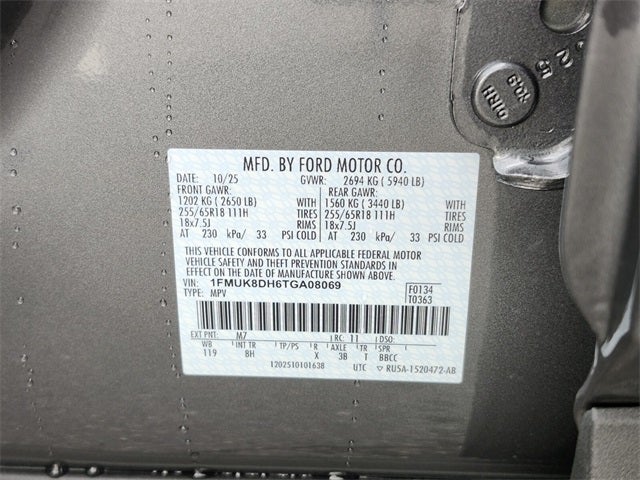 MFD. BY FORD MOTOR CO.
DATE: 10/25 GVWR: 2694 KG ( 5940 LB)
FRONT GAWR: REAR GAWR:
1202 KG ( 2650 LB) WITH 1560 KG ( 3440 LB) WITH
255/65R18 111H TIRES 255/65R18 111H TIRES
18x7.5J RIMS 18x7.5J RIMS
AT 230 kPa/ 33 PSI COLD AT 230 kPa/ 33 PSI COLD
THIS VEHICLE CONFORMS TO ALL APPLICABLE FEDERAL MOTOR
VEHICLE SAFETY AND THEFT PREVENTION STANDARDS IN
EFFECT ON THE DATE OF MANUFACTURE SHOWN ABOVE.
VIN: 1FMUK8DH6TGA08069 F0134
TYPE: MPV T0363
EXT PNT: M7 RC: 11 DSO:
WB INT TR TP/PS R AXLE TR SPR
119 8H X 3B T BBCC
1202510101638 UTC ▽ RU5A-1520472-AB